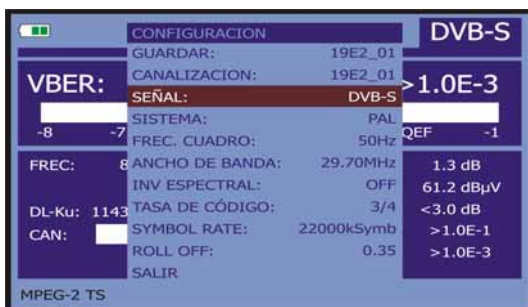 CONFIGURACION
DVB-S
GUARDAR: 19E2_01
CANALIZACION: 19E2_01
VBER:
>1.0E-3
SEÑAL: DVB-S
SISTEMA: PAL
-8 -7
QEF -1
FREC. CUADRO: 50Hz
FREC: 8
ANCHO DE BANDA: 29.70MHz
1.3 dB
INV ESPECTRAL: OFF
61.2 dBµV
DL-Ku: 1143
TASA DE CÓDIGO: 3/4
<3.0 dB
CAN:
SYMBOL RATE: 22000kSymb
>1.0E-1
ROLL OFF: 0.35
>1.0E-3
SALIR
MPEG-2 TS